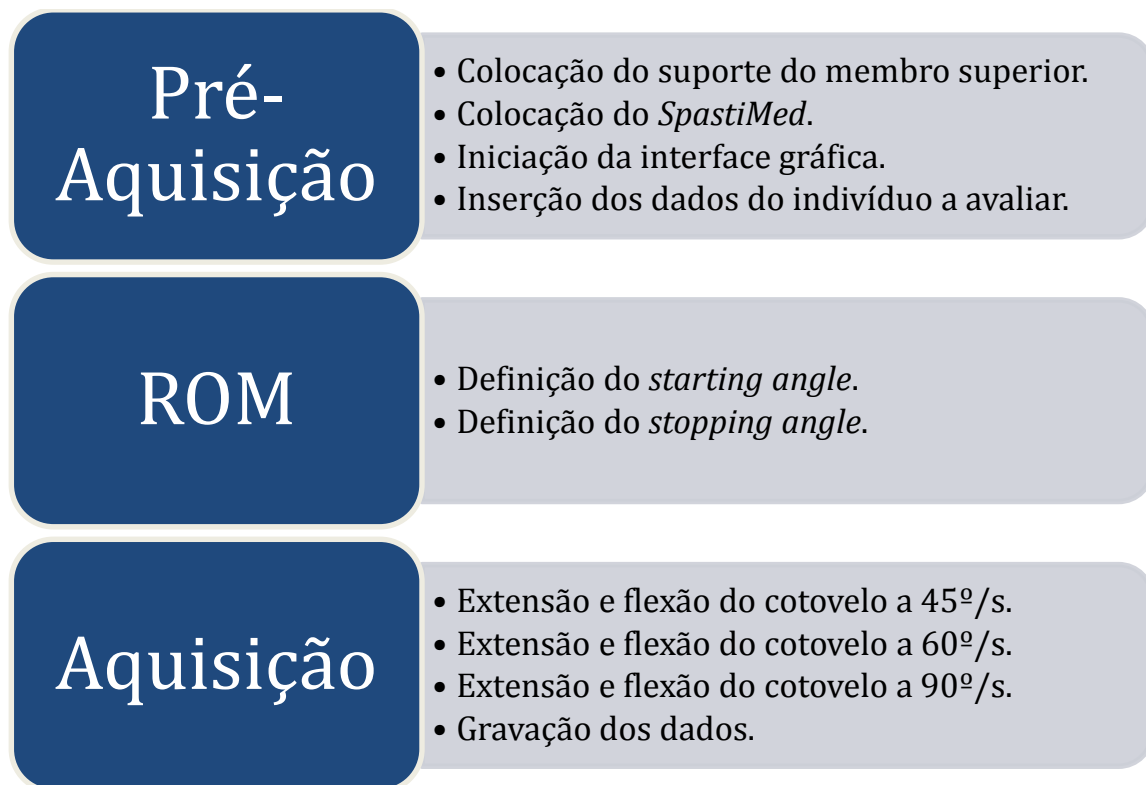 Pré-
Aquisição
• Colocação do suporte do membro superior.
• Colocação do SpastiMed.
• Iniciação da interface gráfica.
• Inserção dos dados do indivíduo a avaliar.
ROM
• Definição do starting angle.
• Definição do stopping angle.
Aquisição
• Extensão e flexão do cotovelo a 45º/s.
• Extensão e flexão do cotovelo a 60º/s.
• Extensão e flexão do cotovelo a 90º/s.
• Gravação dos dados.